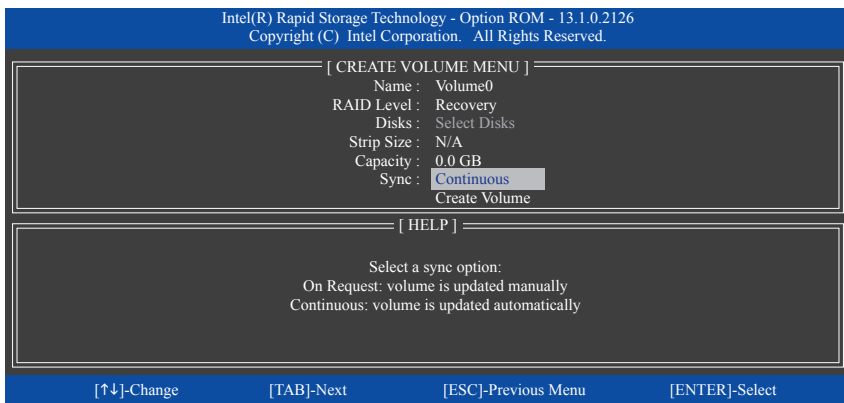 Intel(R) Rapid Storage Technology - Option ROM - 13.1.0.2126
Copyright (C) Intel Corporation. All Rights Reserved.
[ CREATE VOLUME MENU ]
Name : Volume0
RAID Level : Recovery
Disks : Select Disks
Strip Size : N/A
Capacity : 0.0 GB
Sync : Continuous
Create Volume
[ HELP ]
Select a sync option:
On Request: volume is updated manually
Continuous: volume is updated automatically
[↑↓]-Change [TAB]-Next [ESC]-Previous Menu [ENTER]-Select